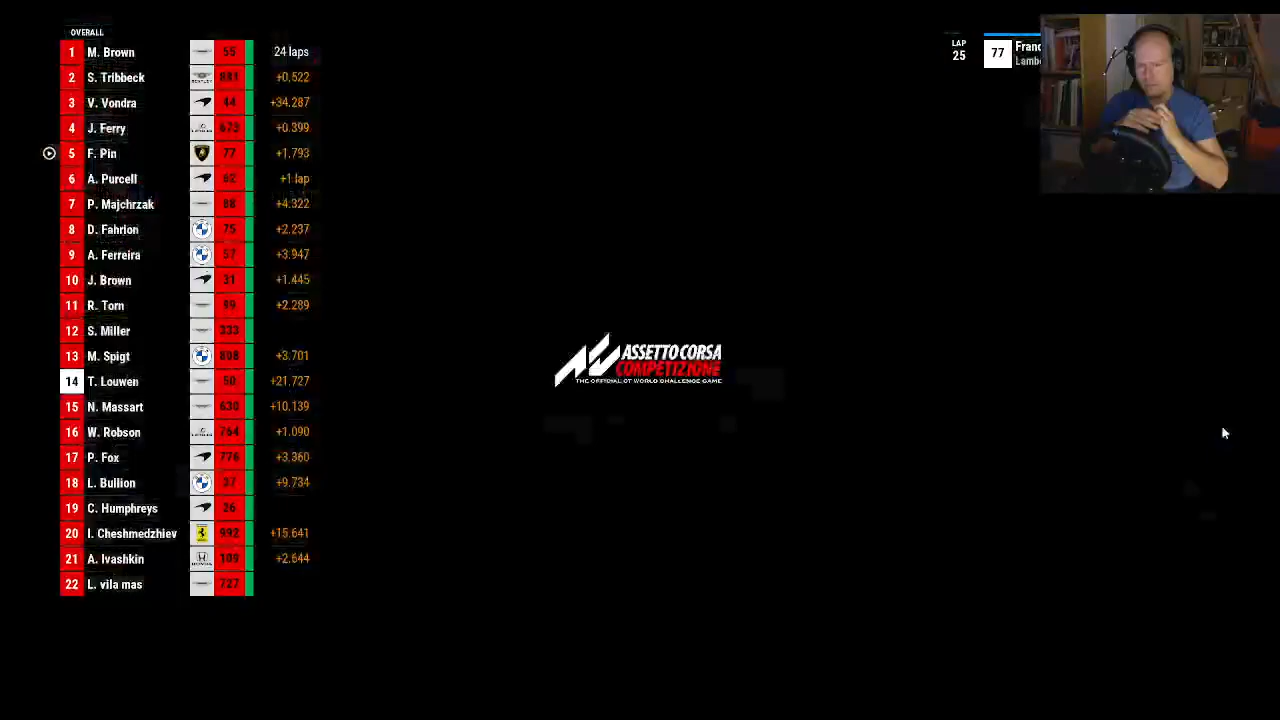 OVERALL
1 M. Brown 55 24 laps
2 S. Tribbeck 881 +0.522
3 V. Vondra 44 +34.287
4 J. Ferry 673 +0.399
5 F. Pin 77 +1.793
6 A. Purcell 62 +1 lap
7 P. Majchrzak 88 +4.322
8 D. Fahrion 75 +2.237
9 A. Ferreira 57 +3.947
10 J. Brown 31 +1.445
11 R. Torn 99 +2.289
12 S. Miller 333
13 M. Spigt 808 +3.701
14 T. Louwen 50 +21.727
15 N. Massart 630 +10.139
16 W. Robson 764 +1.090
17 P. Fox 776 +3.360
18 L. Bullion 37 +9.734
19 C. Humphreys 26
20 I. Cheshmedzhiev 992 +15.641
21 A. Ivashkin HONDA 109 +2.644
22 L. vila mas 727
LAP
25
77
Franc
Lambo
ASSETTO CORSA
COMPETIZIONE
THE OFFICIAL GT WORLD CHALLENGE GAME